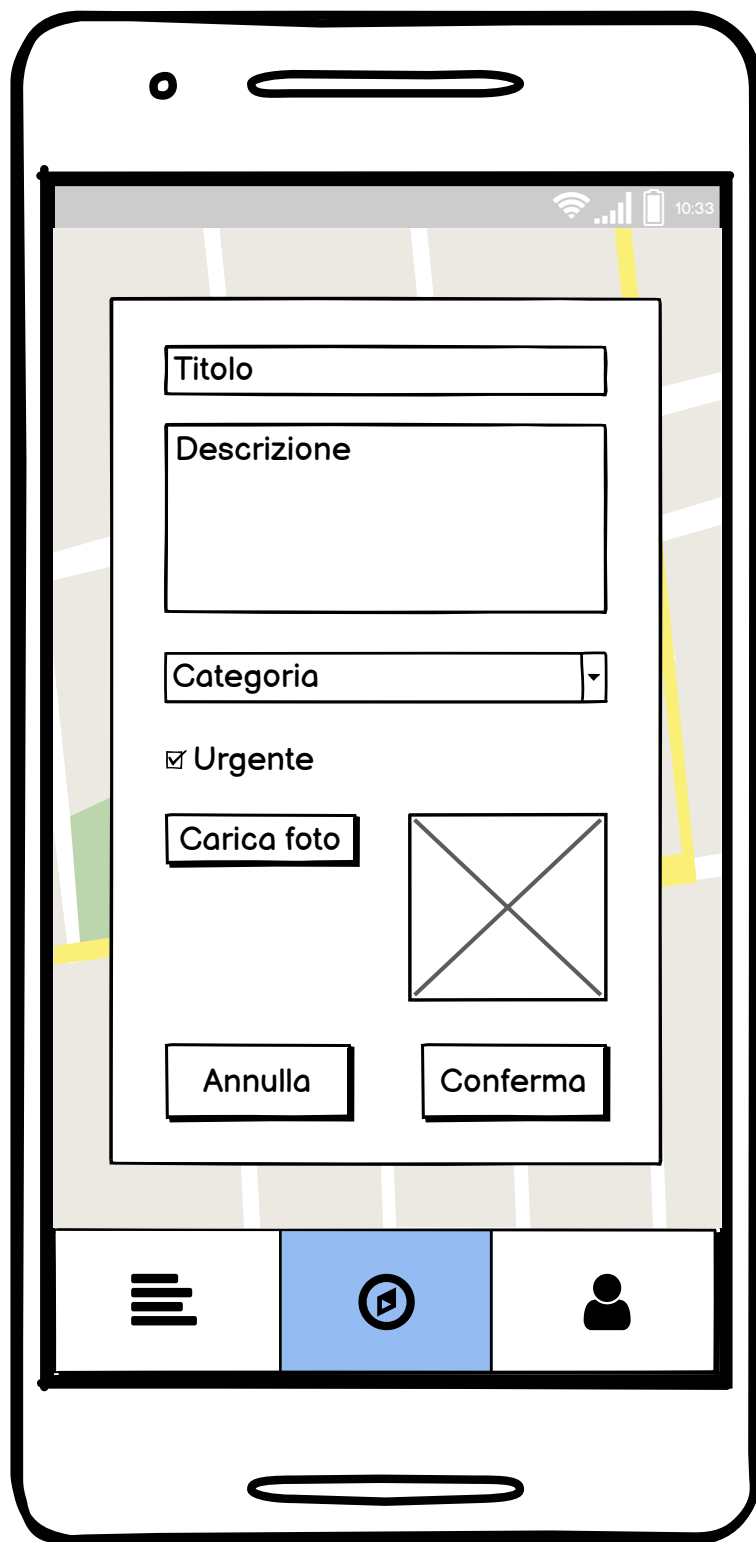 10:33
Titolo
Descrizione
Categoria
Urgente
Carica foto
Annulla
Conferma